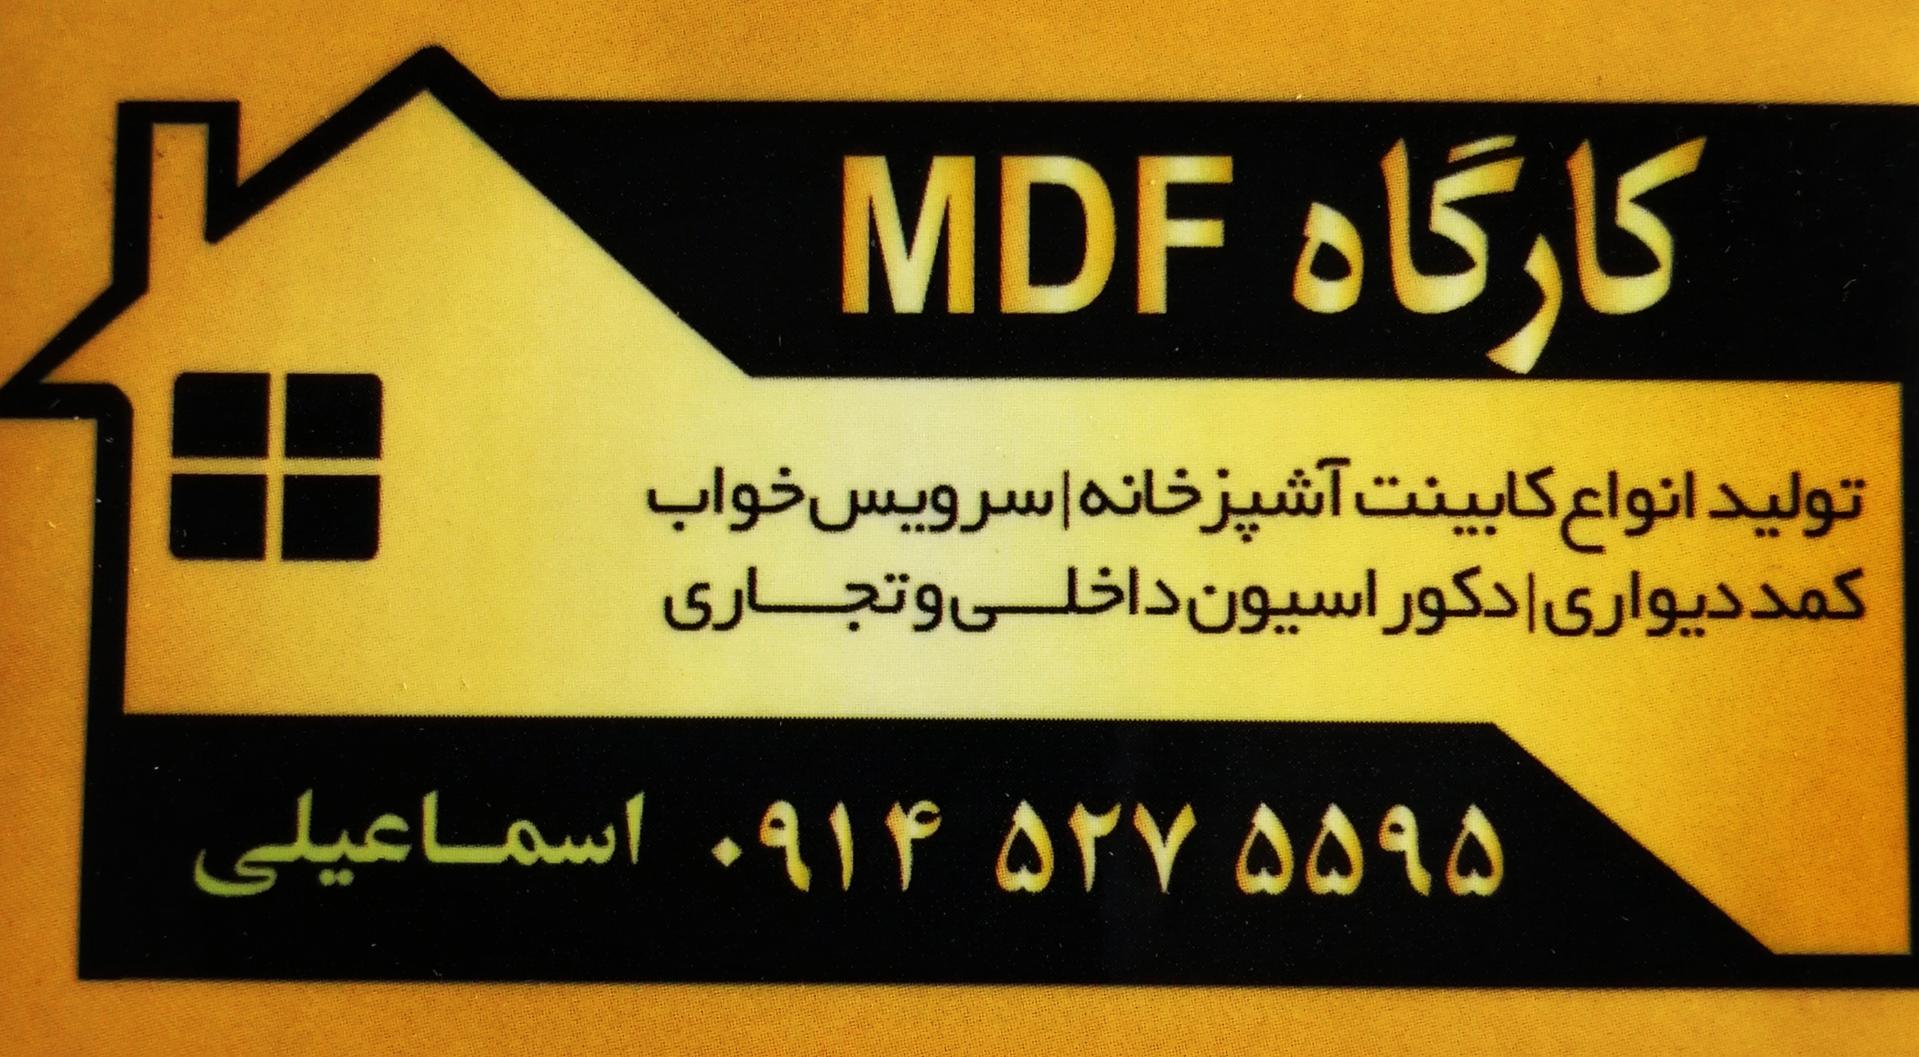 کارگاه MDF
تولید انواع کابینت آشپزخانه|سرویس خواب
کمد دیواری|دکوراسیون داخلی و تجاری
۰۹۱۴ ۵۲۷ ۵۵۹۵ اسماعیلی